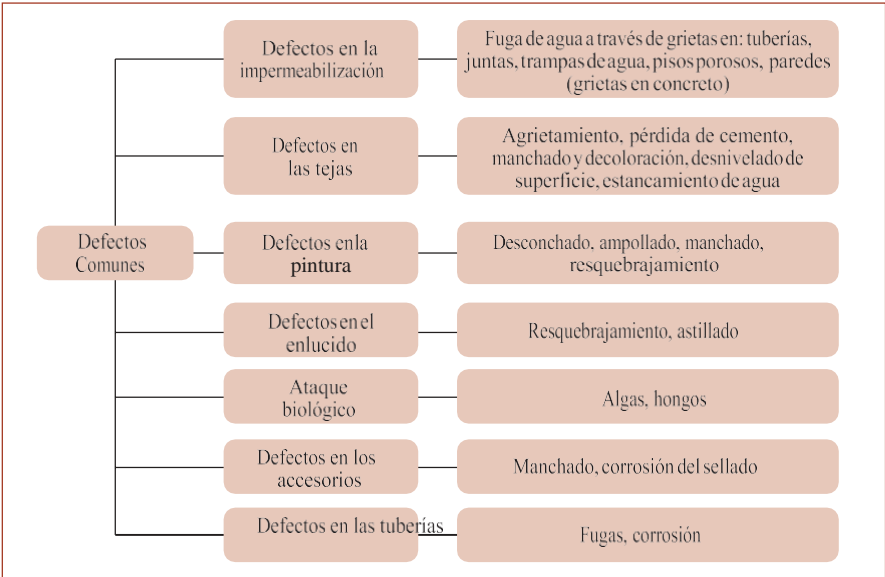 Defectos
Comunes
Defectos en la
impermeabilización
Fuga de agua a través de grietas en: tuberías,
juntas, trampas de agua, pisos porosos, paredes
(grietas en concreto)
Defectos en
las tejas
Agrietamiento, pérdida de cemento,
manchado y decoloración, desnivelado de
superficie, estancamiento de agua
Defectos en la
pintura
Desconchado, ampollado, manchado,
resquebrajamiento
Defectos en el
enlucido
Resquebrajamiento, astillado
Ataque
biológico
Algas, hongos
Defectos en los
accesorios
Manchado, corrosión del sellado
Defectos en las tuberías
Fugas, corrosión